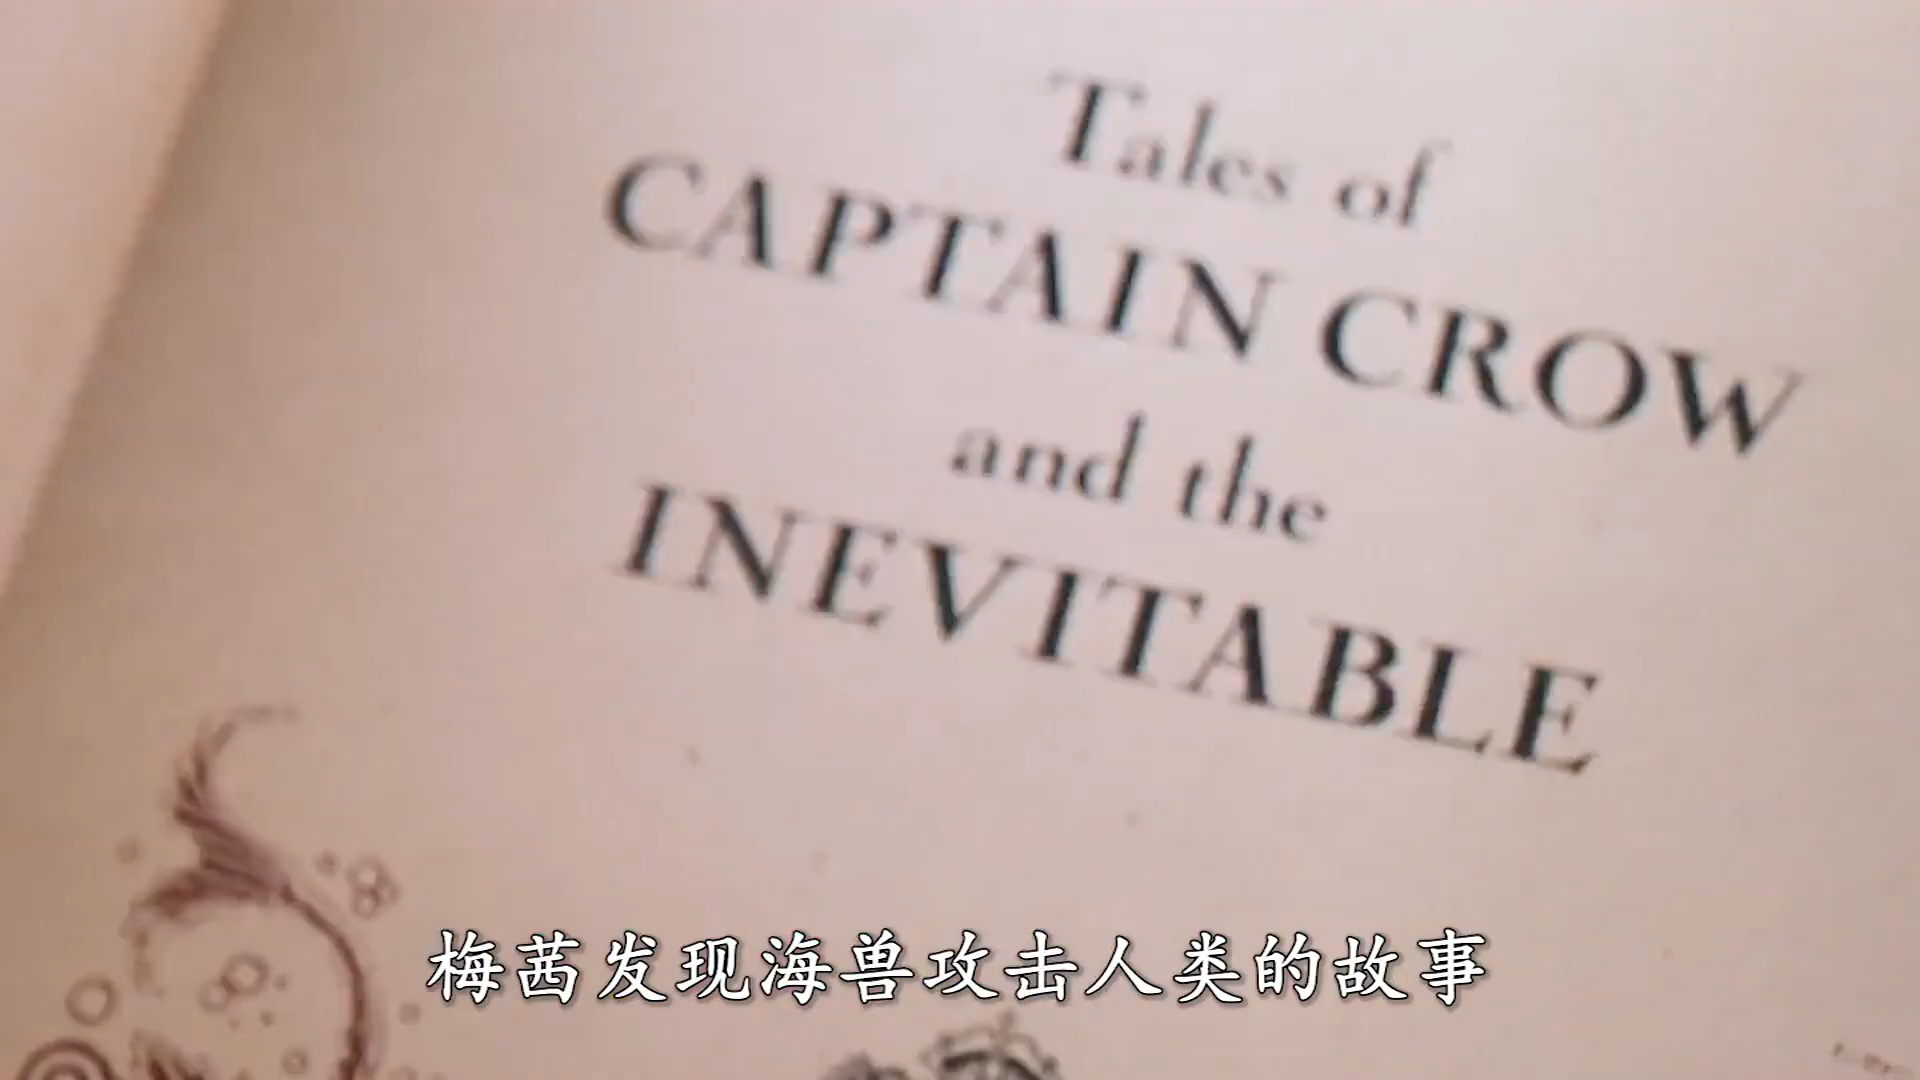 Tales of
CAPTAIN CROW
and the
INEVITABLE
梅茜发现海兽攻击人类的故事